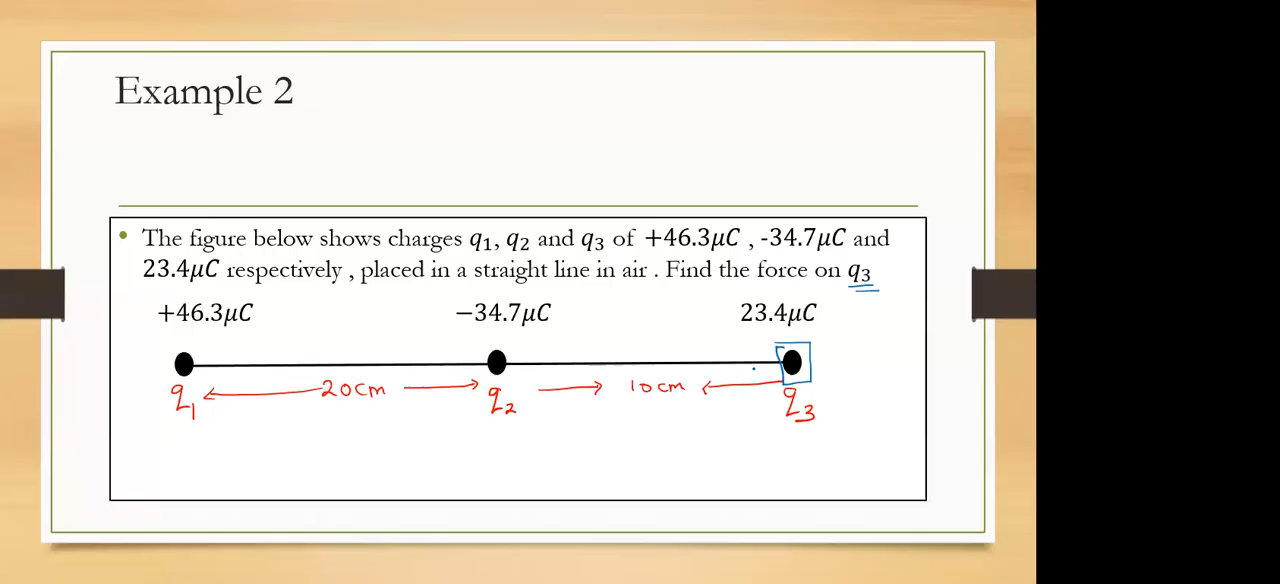 Example 2
• The figure below shows charges q₁, q₂ and q₃ of +46.3μC , -34.7μC and
23.4μC respectively , placed in a straight line in air . Find the force on q₃
+46.3μC −34.7μC 23.4μC
20cm 10cm
q₁ q₂ q₃